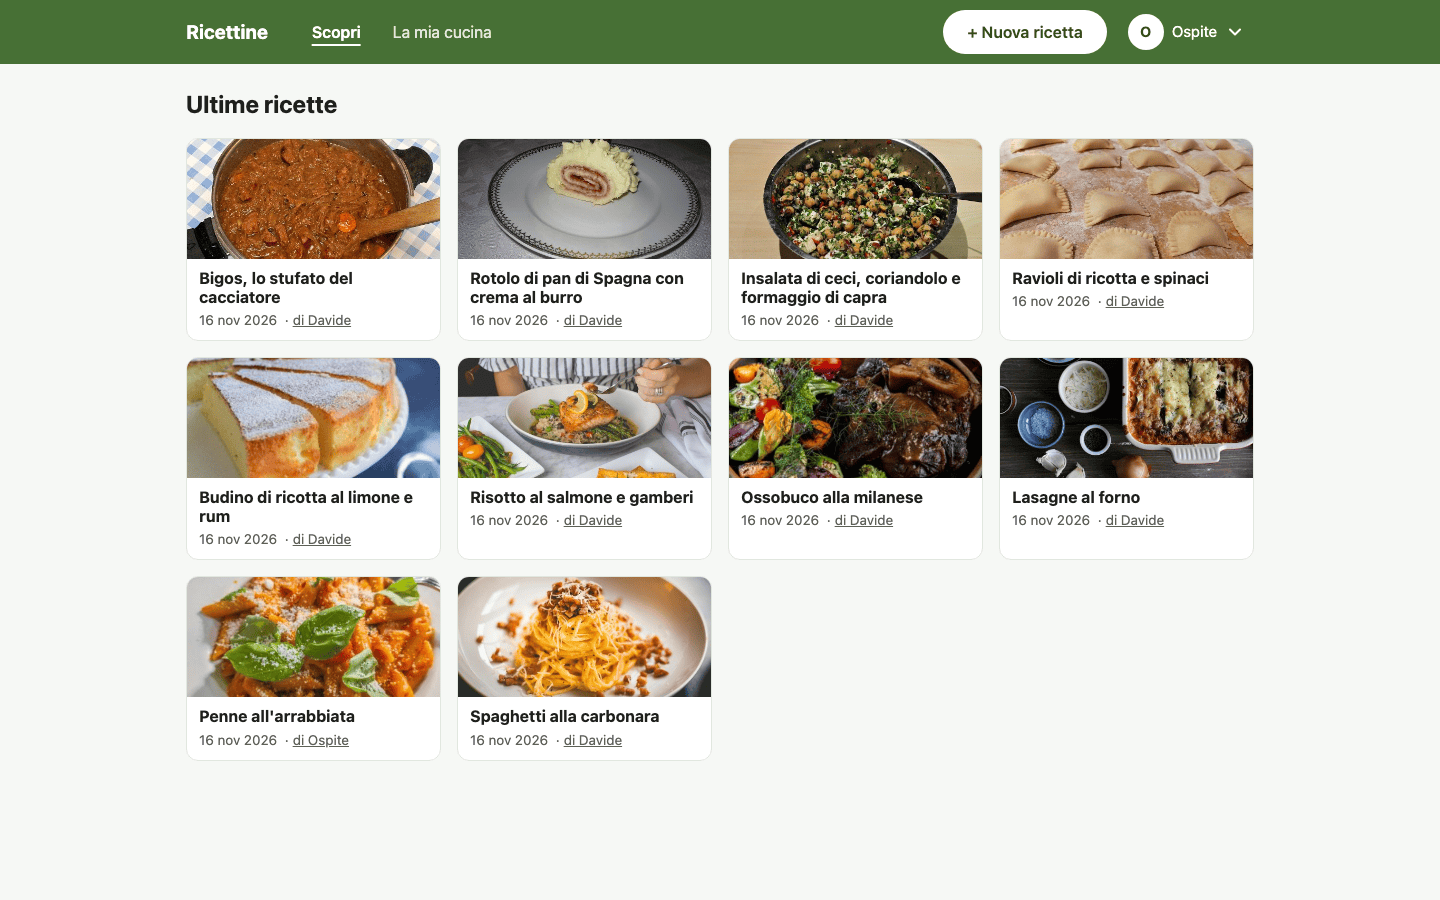 Ricettine
Scopri
La mia cucina
+ Nuova ricetta
O
Ospite
Ultime ricette
Bigos, lo stufato del
cacciatore
16 nov 2026 · di Davide
Rotolo di pan di Spagna con
crema al burro
16 nov 2026 · di Davide
Insalata di ceci, coriandolo e
formaggio di capra
16 nov 2026 · di Davide
Ravioli di ricotta e spinaci
16 nov 2026 · di Davide
Budino di ricotta al limone e
rum
16 nov 2026 · di Davide
Risotto al salmone e gamberi
16 nov 2026 · di Davide
Ossobuco alla milanese
16 nov 2026 · di Davide
Lasagne al forno
16 nov 2026 · di Davide
Penne all'arrabbiata
16 nov 2026 · di Ospite
Spaghetti alla carbonara
16 nov 2026 · di Davide